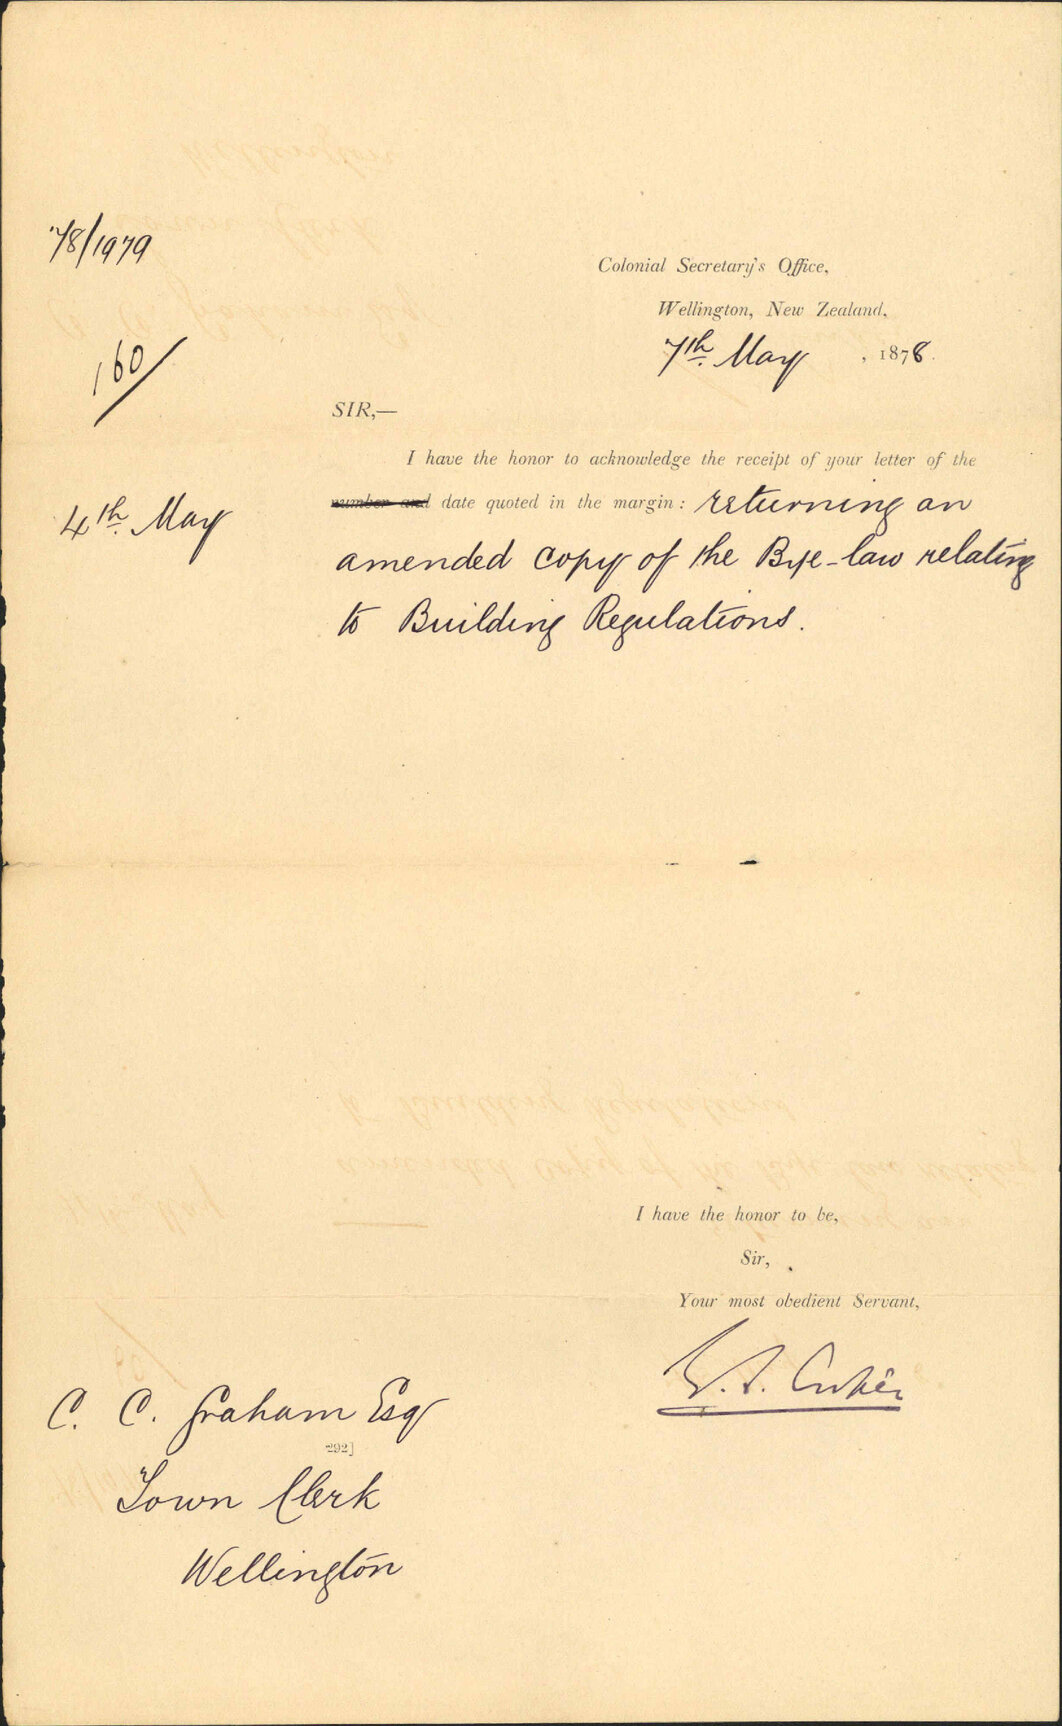 78/1979
Colonial Secretary's Office,
Wellington, New Zealand,
7th May, 1878.
160/
SIR,—
I have the honor to acknowledge the receipt of your letter of the
number and date quoted in the margin: returning an
4th May
amended copy of the Bye-law relating
to Building Regulations.
I have the honor to be,
Sir,
Your most obedient Servant,
C. C. Graham Esq
292]
Town Clerk
Wellington